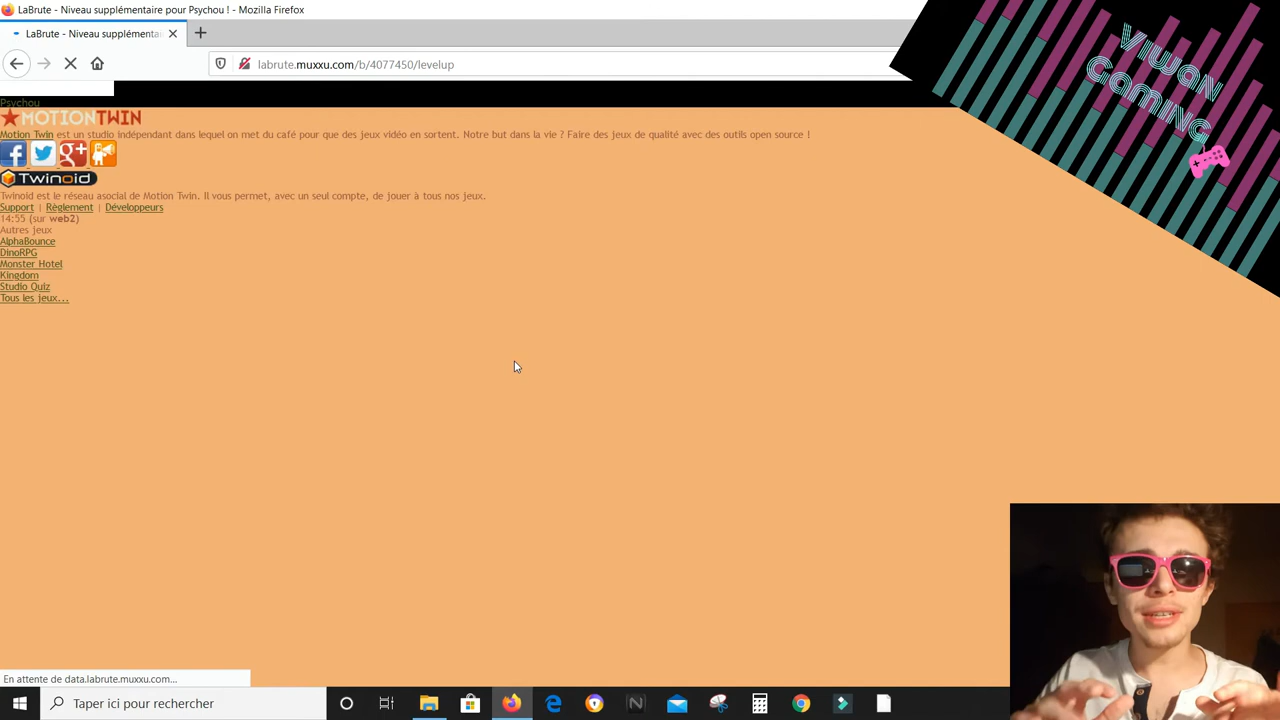 LaBrute - Niveau supplémentaire pour Psychou ! - Mozilla Firefox
LaBrute - Niveau supplémentai
labrute.muxxu.com/b/4077450/levelup
VIWAN
GAMING
Psychou
MOTIONTWIN
Motion Twin est un studio indépendant dans lequel on met du café pour que des jeux vidéo en sortent. Notre but dans la vie ? Faire des jeux de qualité avec des outils open source !
Twinoid
Twinoid est le réseau asocial de Motion Twin. Il vous permet, avec un seul compte, de jouer à tous nos jeux.
Support | Règlement | Développeurs
14:55 (sur web2)
Autres jeux
AlphaBounce
DinoRPG
Monster Hotel
Kingdom
Studio Quiz
Tous les jeux...
En attente de data.labrute.muxxu.com...
Taper ici pour rechercher